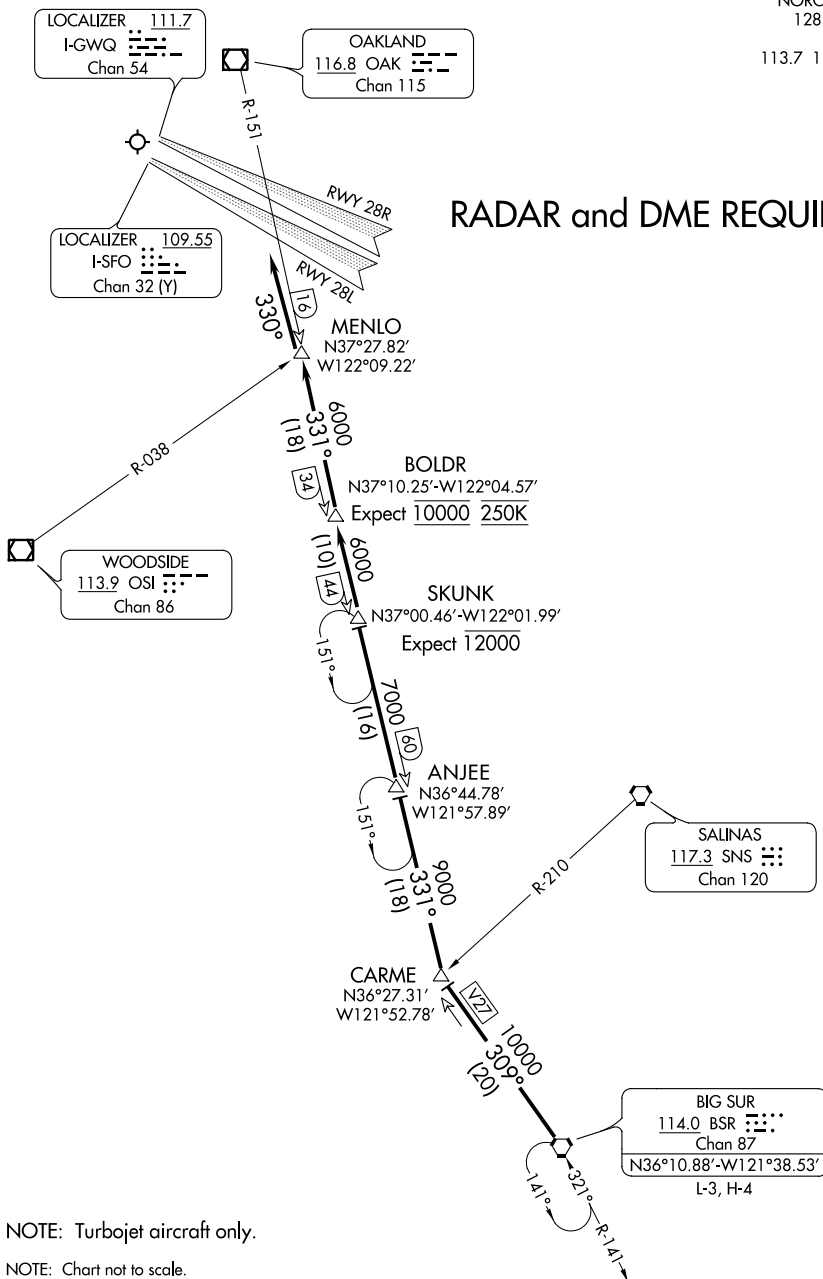 LOCALIZER 111.7
I-GWQ
Chan 54
OAKLAND
116.8 OAK
Chan 115
128
113.7 1
R-151
RWY 28R
RWY 28L
RADAR and DME
LOCALIZER 109.55
I-SFO
Chan 32 (Y)
330°
16
MENLO
N37°27.82'
W122°09.22'
R-038
6000
331°
(18)
34
BOLDR
N37°10.25'-W122°04.57'
Expect 10000 250K
WOODSIDE
113.9 OSI
Chan 86
6000
(10)
44
SKUNK
N37°00.46'-W122°01.99'
Expect 12000
151°
7000
(16)
60
ANJEE
N36°44.78'
W121°57.89'
151°
9000
331°
(18)
SALINAS
117.3 SNS
Chan 120
R-210
CARME
N36°27.31'
W121°52.78'
V27
10000
309°
(20)
BIG SUR
114.0 BSR
Chan 87
N36°10.88'-W121°38.53'
L-3, H-4
141°
321°
R-141
NOTE: Turbojet aircraft only.
NOTE: Chart not to scale.